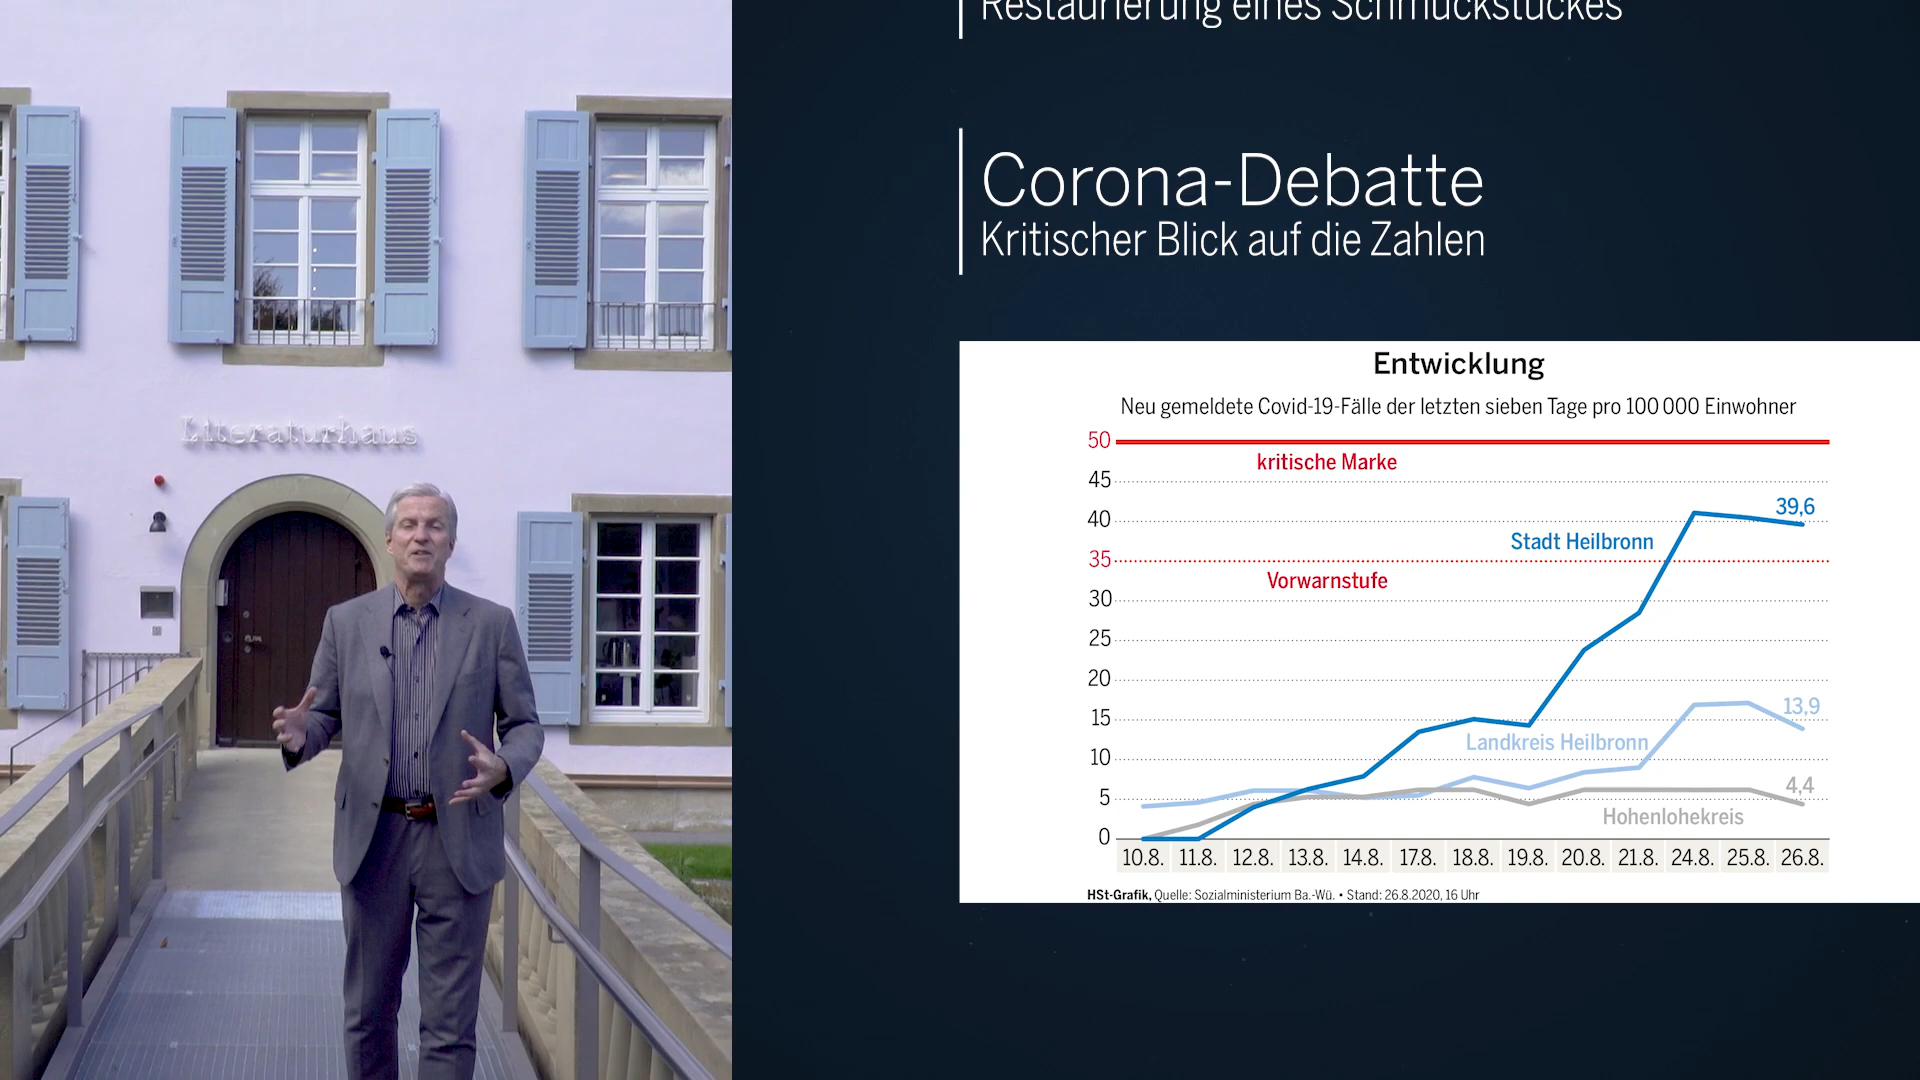 Restaurierung eines Schmuckstückes
Corona-Debatte
Kritischer Blick auf die Zahlen
Literaturhaus
Entwicklung
Neu gemeldete Covid-19-Fälle der letzten sieben Tage pro 100 000 Einwohner
50
kritische Marke
45
39,6
40
Stadt Heilbronn
35
Vorwarnstufe
30
25
20
15
13,9
Landkreis Heilbronn
10
4,4
5
Hohenlohekreis
0
10.8. 11.8. 12.8. 13.8. 14.8. 17.8. 18.8. 19.8. 20.8. 21.8. 24.8. 25.8. 26.8.
HSt-Grafik, Quelle: Sozialministerium Ba.-Wü. • Stand: 26.8.2020, 16 Uhr